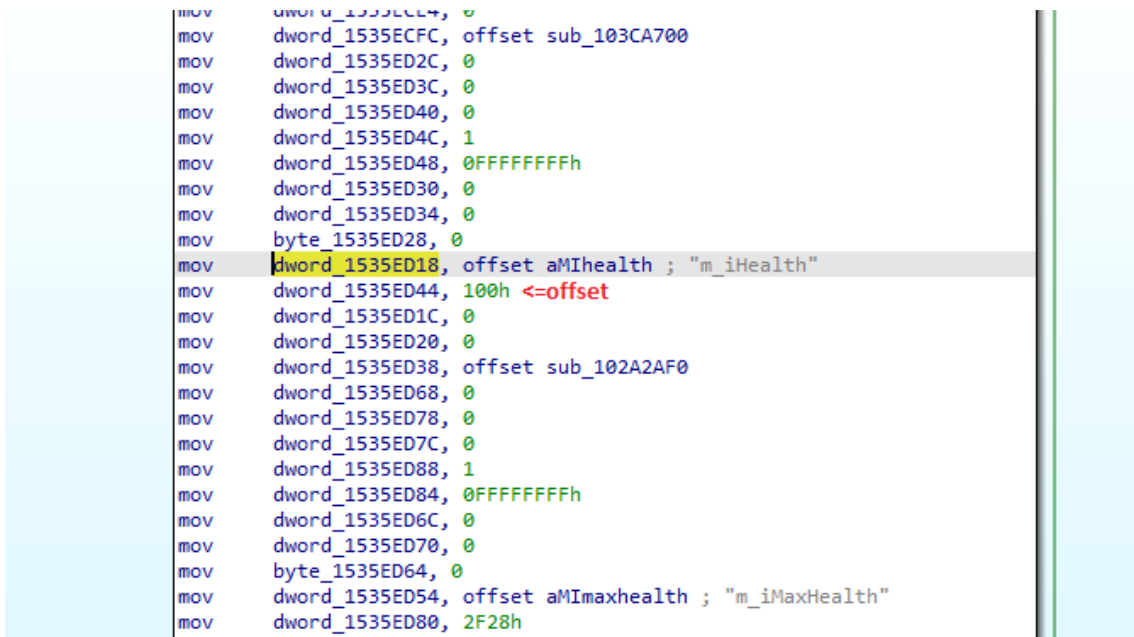 mov dword_1535ECE4, 0
mov dword_1535ECFC, offset sub_103CA700
mov dword_1535ED2C, 0
mov dword_1535ED3C, 0
mov dword_1535ED40, 0
mov dword_1535ED4C, 1
mov dword_1535ED48, 0FFFFFFFFh
mov dword_1535ED30, 0
mov dword_1535ED34, 0
mov byte_1535ED28, 0
mov dword_1535ED18, offset aMIhealth ; "m_iHealth"
mov dword_1535ED44, 100h <=offset
mov dword_1535ED1C, 0
mov dword_1535ED20, 0
mov dword_1535ED38, offset sub_102A2AF0
mov dword_1535ED68, 0
mov dword_1535ED78, 0
mov dword_1535ED7C, 0
mov dword_1535ED88, 1
mov dword_1535ED84, 0FFFFFFFFh
mov dword_1535ED6C, 0
mov dword_1535ED70, 0
mov byte_1535ED64, 0
mov dword_1535ED54, offset aMImaxhealth ; "m_iMaxHealth"
mov dword_1535ED80, 2F28h